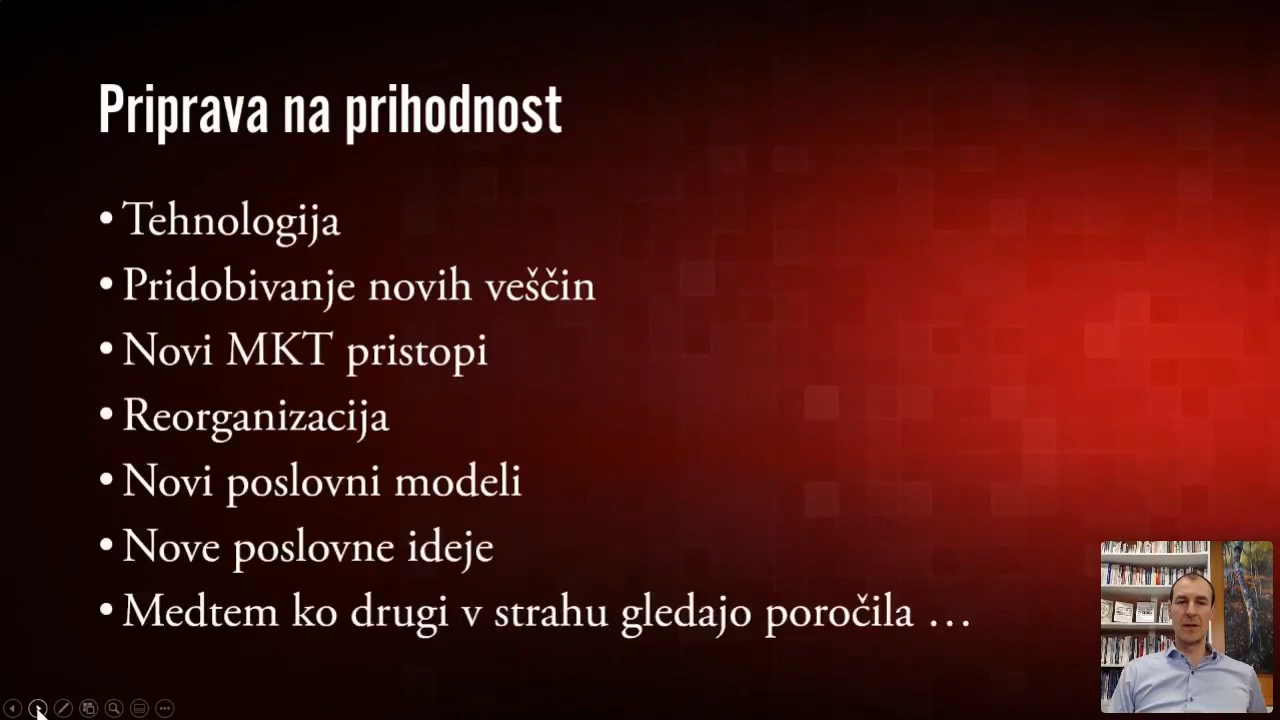 Priprava na prihodnost
• Tehnologija
• Pridobivanje novih veščin
• Novi MKT pristopi
• Reorganizacija
• Novi poslovni modeli
• Nove poslovne ideje
• Medtem ko drugi v strahu gledajo poročila …